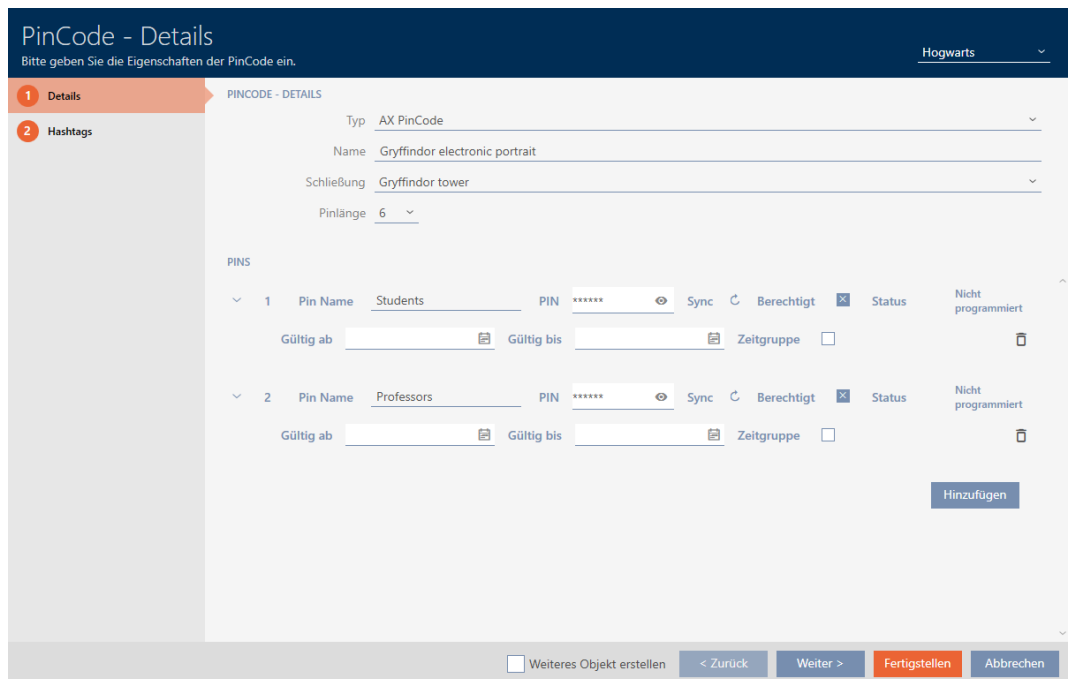 PinCode - Details
Bitte geben Sie die Eigenschaften der PinCode ein.
Hogwarts
1 Details
2 Hashtags
PINCODE - DETAILS
Typ AX PinCode
Name Gryffindor electronic portrait
Schließung Gryffindor tower
Pinlänge 6
PINS
1 Pin Name Students PIN ****** Sync Berechtigt Status Nicht programmiert
Gültig ab Gültig bis Zeitgruppe
2 Pin Name Professors PIN ****** Sync Berechtigt Status Nicht programmiert
Gültig ab Gültig bis Zeitgruppe
Hinzufügen
Weiteres Objekt erstellen < Zurück Weiter > Fertigstellen Abbrechen